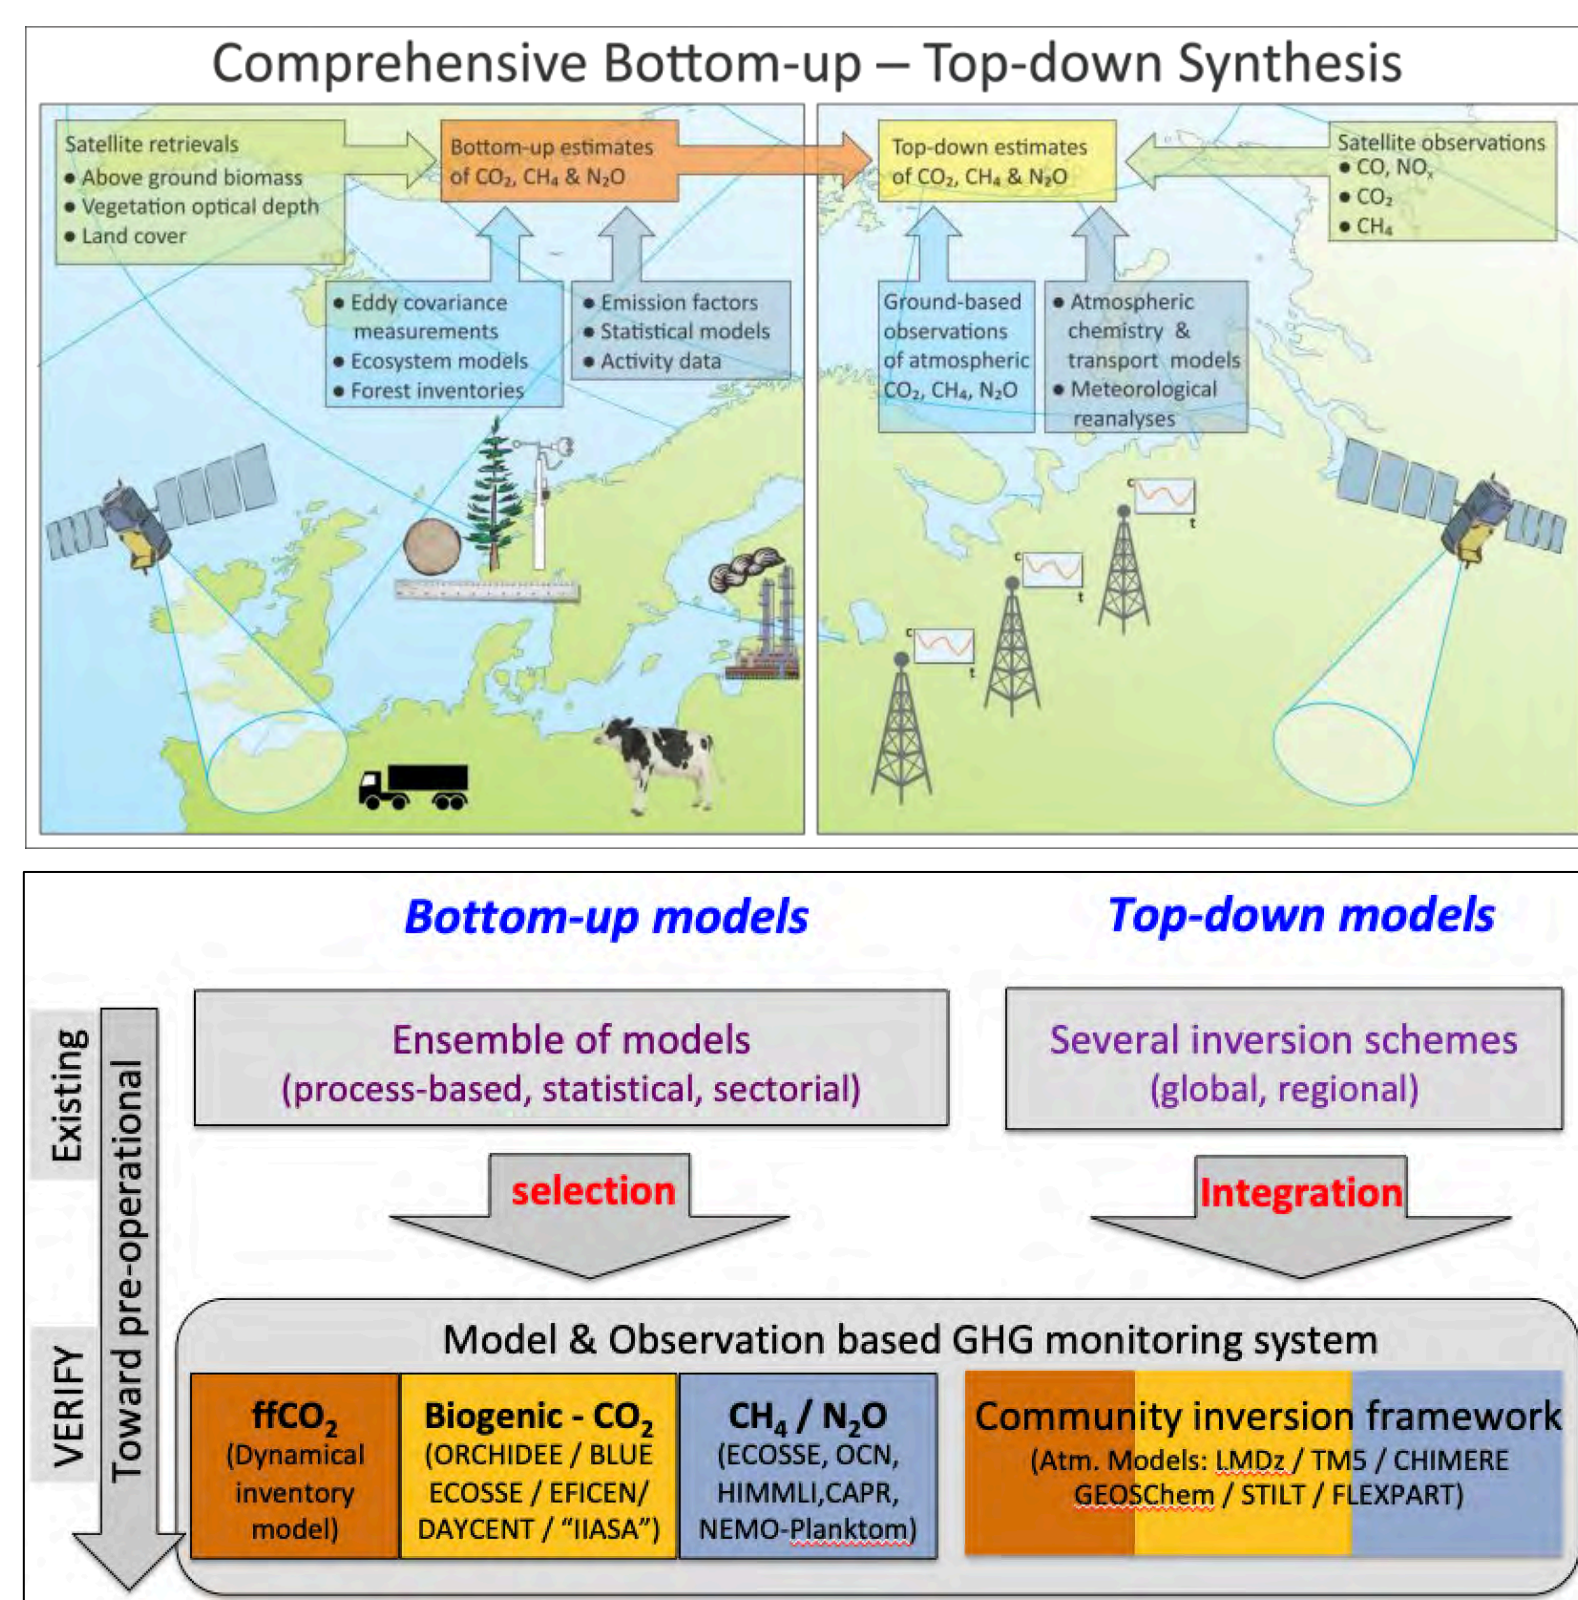 Comprehensive Bottom-up – Top-down Synthesis
Satellite retrievals
● Above ground biomass
● Vegetation optical depth
● Land cover
Bottom-up estimates
of CO₂, CH₄ & N₂O
● Eddy covariance
measurements
● Ecosystem models
● Forest inventories
● Emission factors
● Statistical models
● Activity data
Top-down estimates
of CO₂, CH₄ & N₂O
Satellite observations
● CO, NOₓ
● CO₂
● CH₄
Ground-based
observations
of atmospheric
CO₂, CH₄, N₂O
● Atmospheric
chemistry &
transport models
● Meteorological
reanalyses
c
t
c
t
c
t
Bottom-up models
Top-down models
Existing
VERIFY
Toward pre-operational
Ensemble of models
(process-based, statistical, sectorial)
Several inversion schemes
(global, regional)
selection
Integration
Model & Observation based GHG monitoring system
ffCO₂
(Dynamical
inventory
model)
Biogenic - CO₂
(ORCHIDEE / BLUE
ECOSSE / EFICEN/
DAYCENT / “IIASA”)
CH₄ / N₂O
(ECOSSE, OCN,
HIMMLI,CAPR,
NEMO-Planktom)
Community inversion framework
(Atm. Models: LMDz / TM5 / CHIMERE
GEOSChem / STILT / FLEXPART)